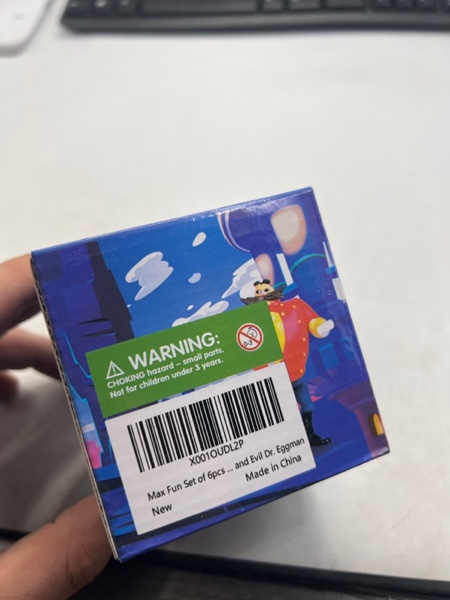 WARNING:
CHOKING hazard – small parts.
Not for children under 3 years.
0-3
X001OUDL2P
Max Fun Set of 6pcs ... and Evil Dr. Eggman
New
Made in China